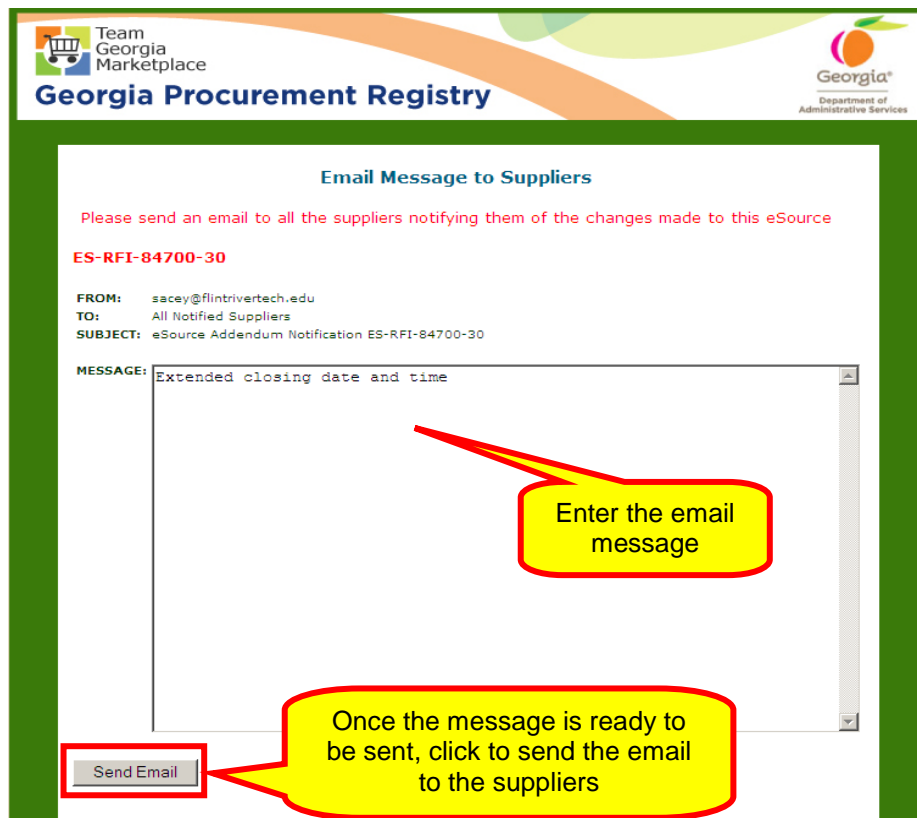 Team
Georgia
Marketplace
Georgia Procurement Registry
Georgia®
Department of
Administrative Services
Email Message to Suppliers
Please send an email to all the suppliers notifying them of the changes made to this eSource
ES-RFI-84700-30
FROM: sacey@flintrivertech.edu
TO: All Notified Suppliers
SUBJECT: eSource Addendum Notification ES-RFI-84700-30
MESSAGE: Extended closing date and time
Enter the email
message
Once the message is ready to
be sent, click to send the email
to the suppliers
Send Email